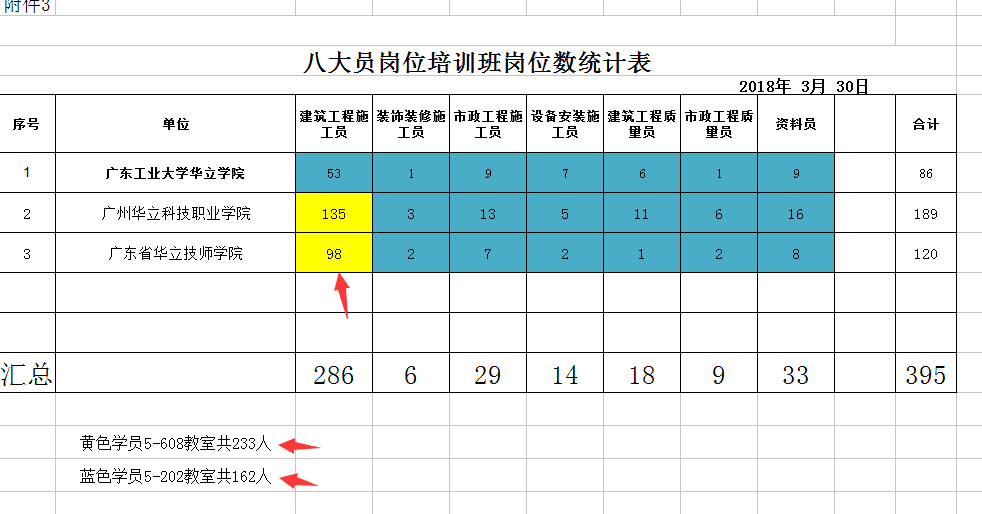 附件3
八大员岗位培训班岗位数统计表
2018年 3月 30日
序号 单位 建筑工程施工员 装饰装修施工员 市政工程施工员 设备安装施工员 建筑工程质量员 市政工程质量员 资料员 合计
1 广东工业大学华立学院 53 1 9 7 6 1 9 86
2 广州华立科技职业学院 135 3 13 5 11 6 16 189
3 广东省华立技师学院 98 2 7 2 1 2 8 120
汇总 286 6 29 14 18 9 33 395
黄色学员5-608教室共233人
蓝色学员5-202教室共162人